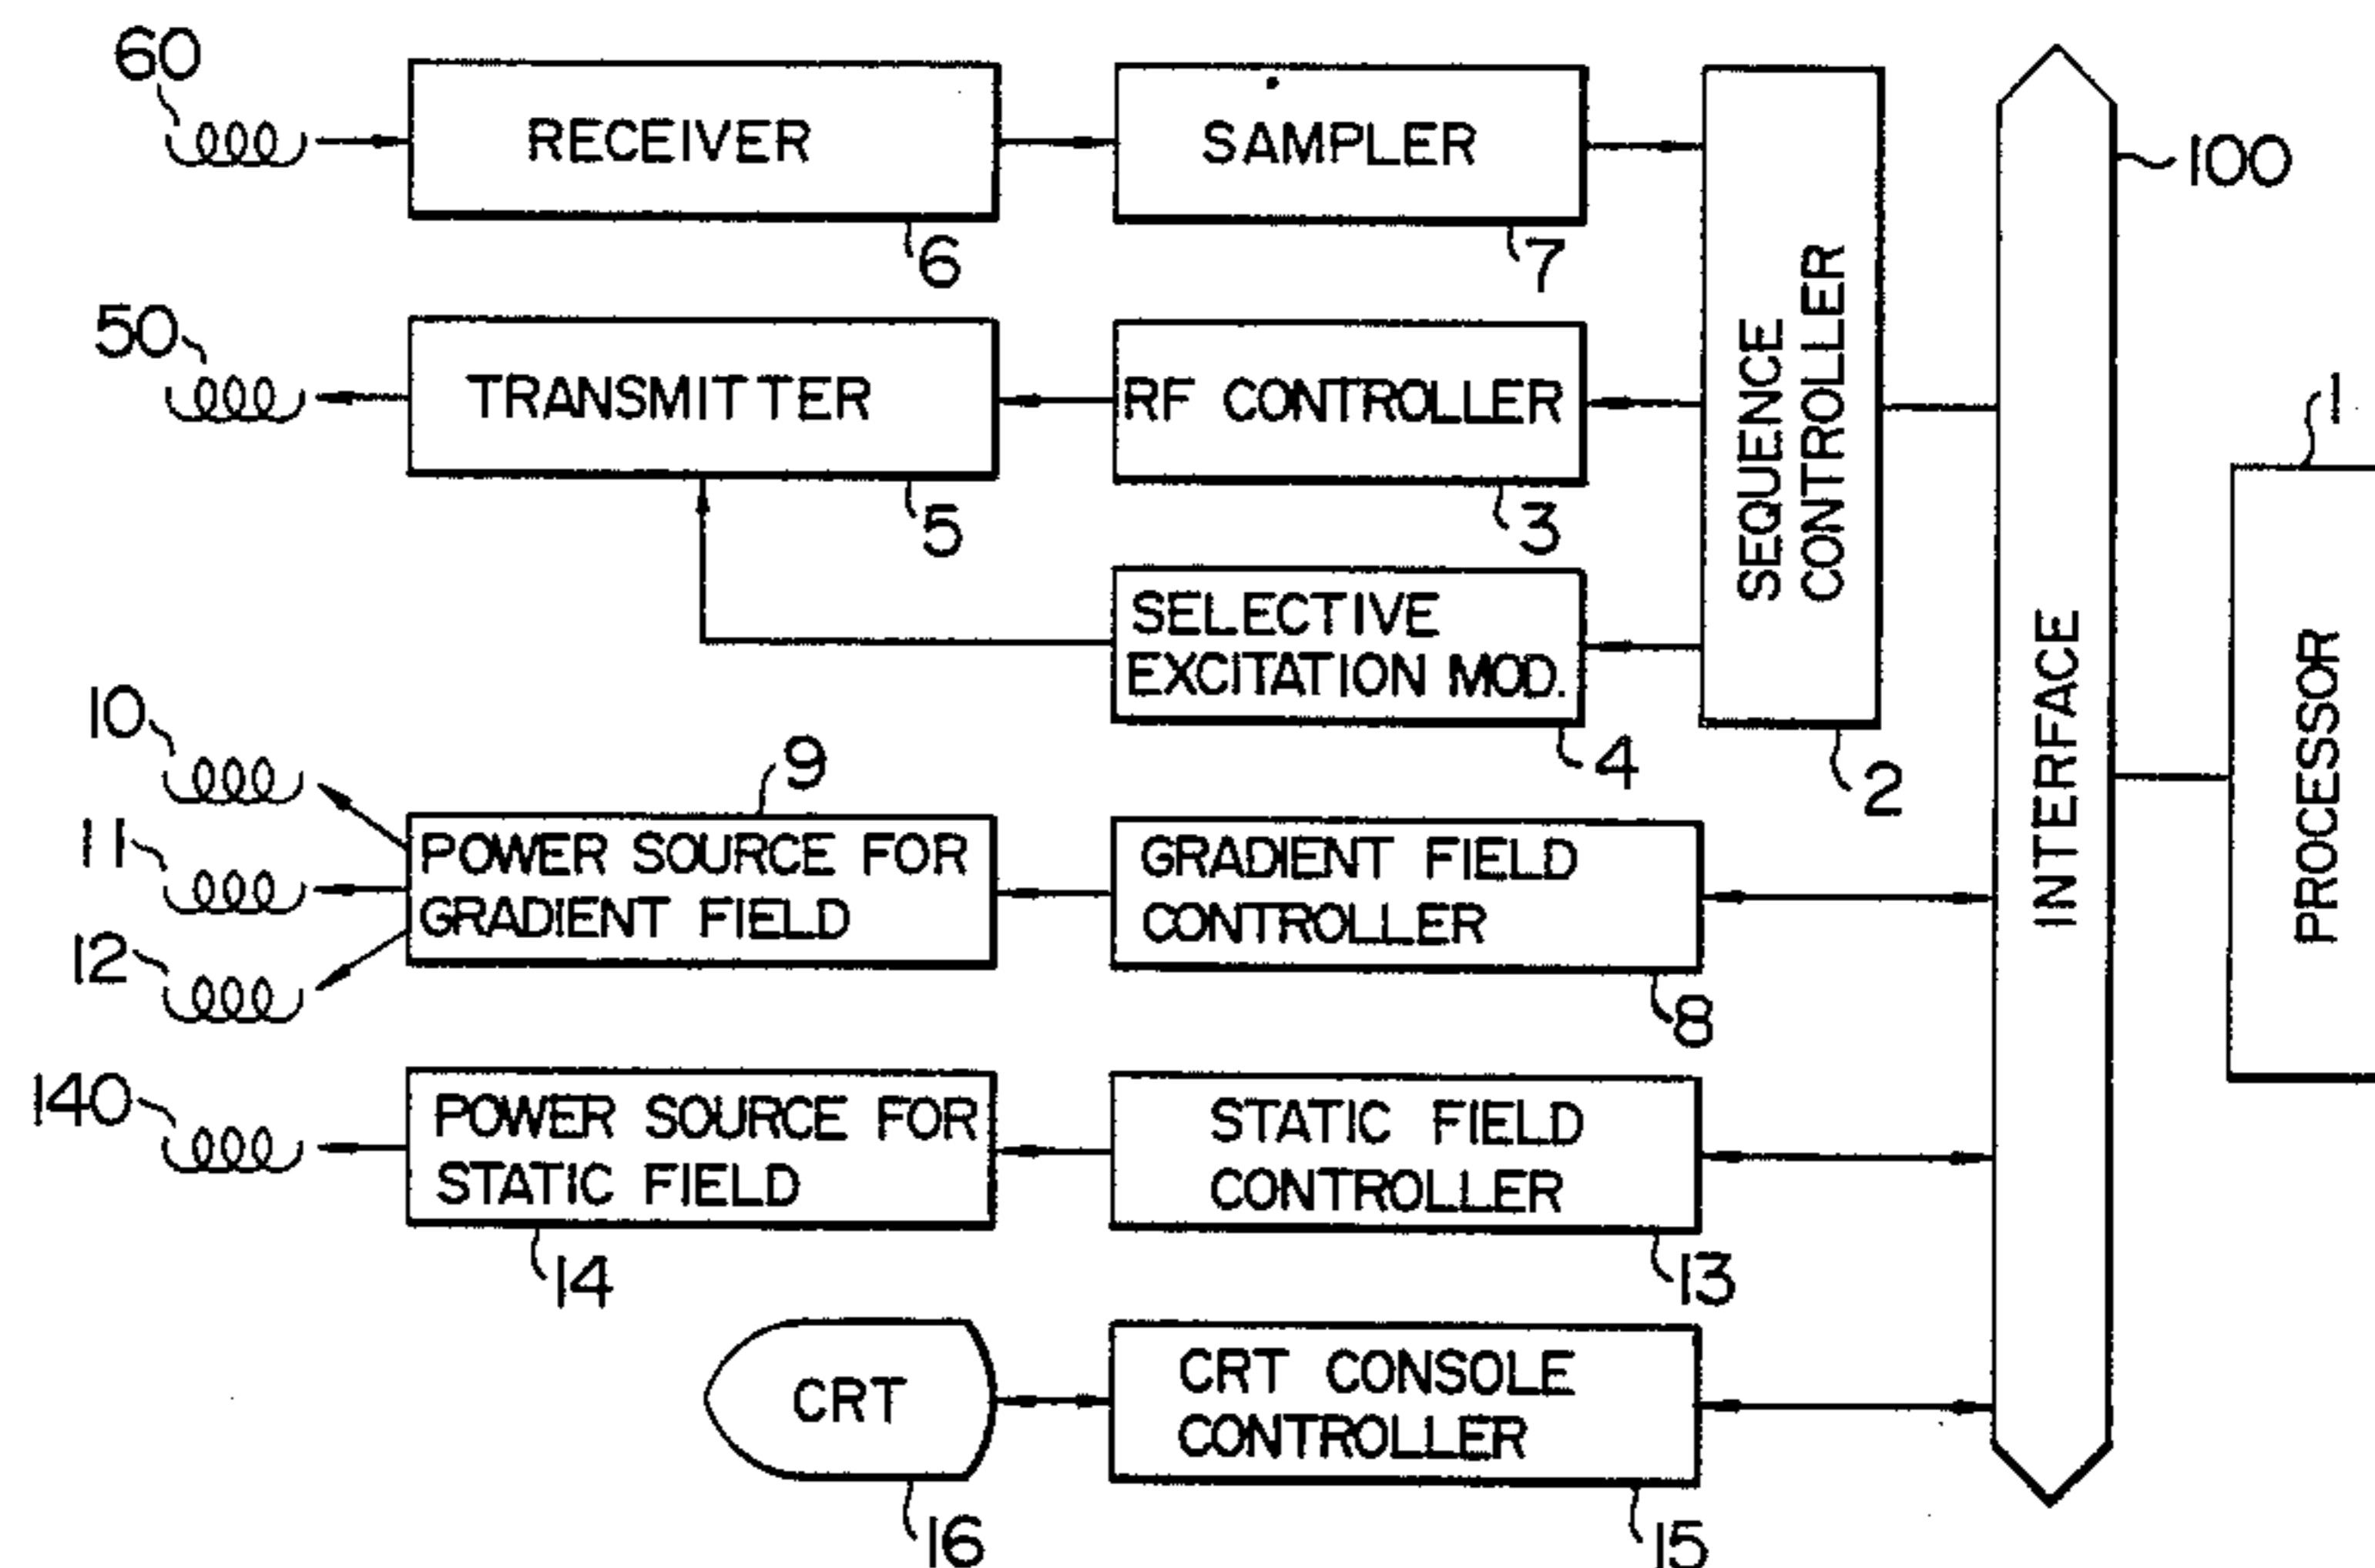 60
RECEIVER
6
SAMPLER
7
50
TRANSMITTER
5
RF CONTROLLER
3
SELECTIVE
EXCITATION MOD.
4
SEQUENCE
CONTROLLER
2
INTERFACE
100
1
PROCESSOR
10
11
12
9
POWER SOURCE FOR
GRADIENT FIELD
GRADIENT FIELD
CONTROLLER
8
140
POWER SOURCE FOR
STATIC FIELD
14
STATIC FIELD
CONTROLLER
13
CRT
16
CRT CONSOLE
CONTROLLER
15